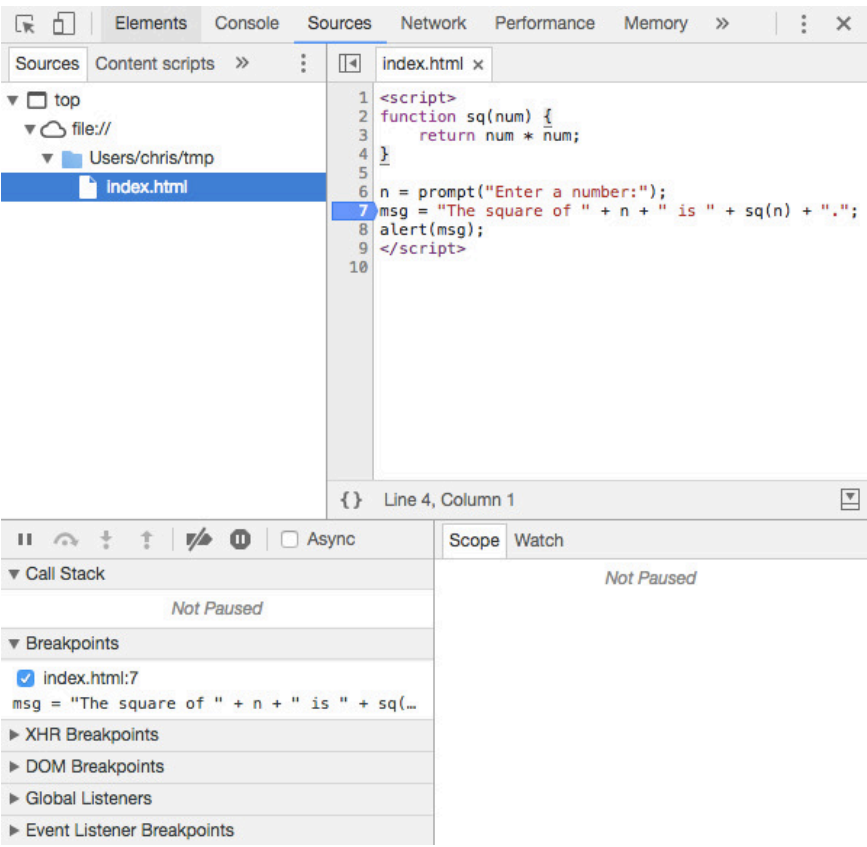 Elements Console Sources Network Performance Memory »
Sources Content scripts »
index.html ×
top
file://
Users/chris/tmp
index.html
1 <script>
2 function sq(num) {
3     return num * num;
4 }
5
6 n = prompt("Enter a number:");
7 msg = "The square of " + n + " is " + sq(n) + ".";
8 alert(msg);
9 </script>
10
{} Line 4, Column 1
Async
Call Stack
Not Paused
Breakpoints
index.html:7
msg = "The square of " + n + " is " + sq(…
XHR Breakpoints
DOM Breakpoints
Global Listeners
Event Listener Breakpoints
Scope Watch
Not Paused